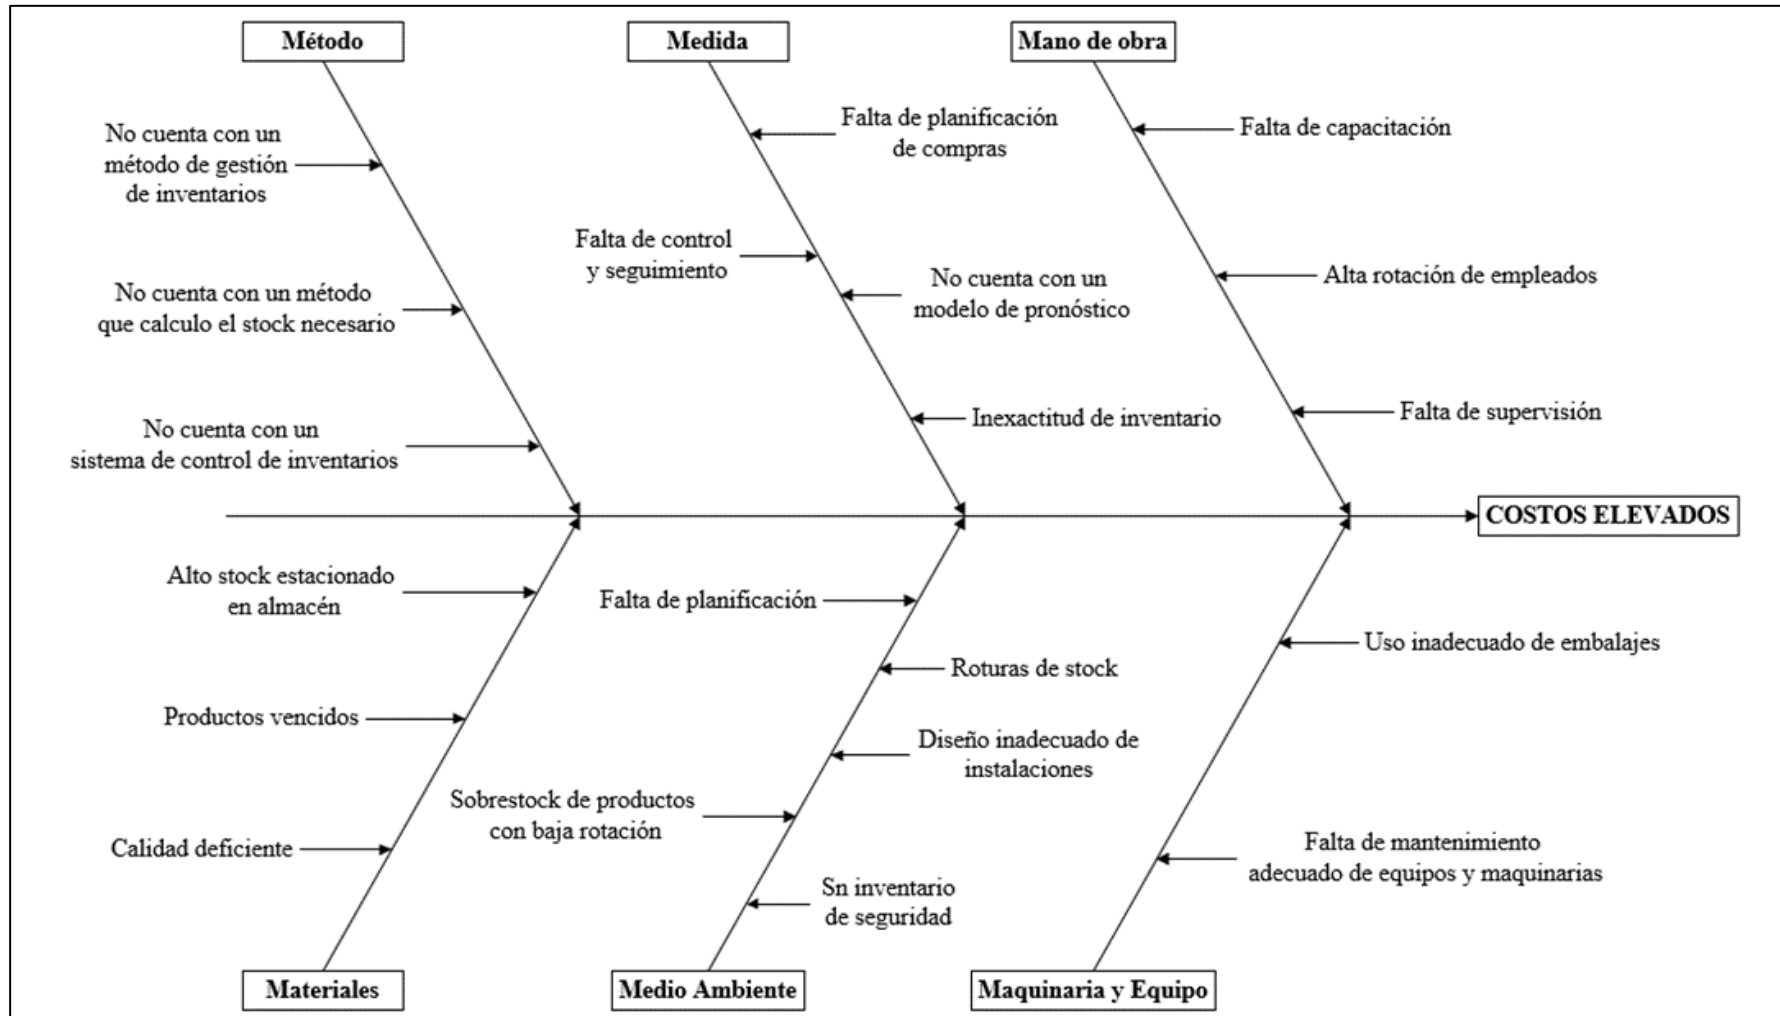 Método
Medida
Mano de obra
No cuenta con un
método de gestión
de inventarios
No cuenta con un método
que calculo el stock necesario
No cuenta con un
sistema de control de inventarios
Falta de planificación
de compras
Falta de control
y seguimiento
No cuenta con un
modelo de pronóstico
Inexactitud de inventario
Falta de capacitación
Alta rotación de empleados
Falta de supervisión
COSTOS ELEVADOS
Alto stock estacionado
en almacén
Productos vencidos
Calidad deficiente
Falta de planificación
Roturas de stock
Diseño inadecuado de
instalaciones
Sobrestock de productos
con baja rotación
Sn inventario
de seguridad
Uso inadecuado de embalajes
Falta de mantenimiento
adecuado de equipos y maquinarias
Materiales
Medio Ambiente
Maquinaria y Equipo